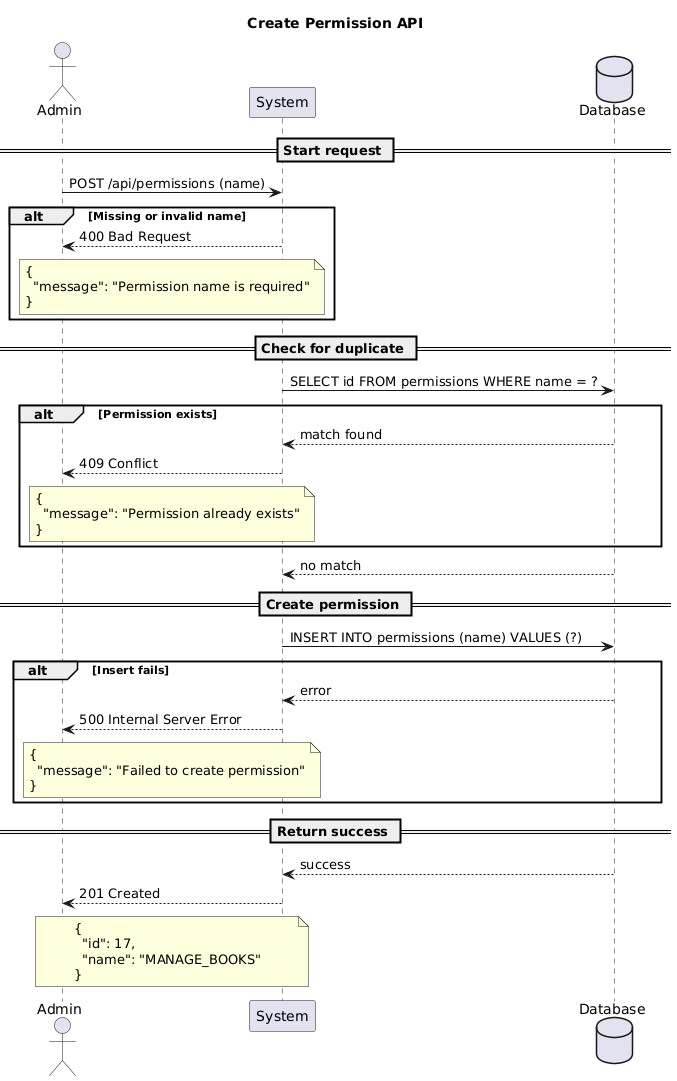 Create Permission API
Admin
System
Database
Start request
POST /api/permissions (name)
alt [Missing or invalid name]
400 Bad Request
{
"message": "Permission name is required"
}
Check for duplicate
SELECT id FROM permissions WHERE name = ?
alt [Permission exists]
match found
409 Conflict
{
"message": "Permission already exists"
}
no match
Create permission
INSERT INTO permissions (name) VALUES (?)
alt [Insert fails]
error
500 Internal Server Error
{
"message": "Failed to create permission"
}
Return success
success
201 Created
{
"id": 17,
"name": "MANAGE_BOOKS"
}
Admin
System
Database